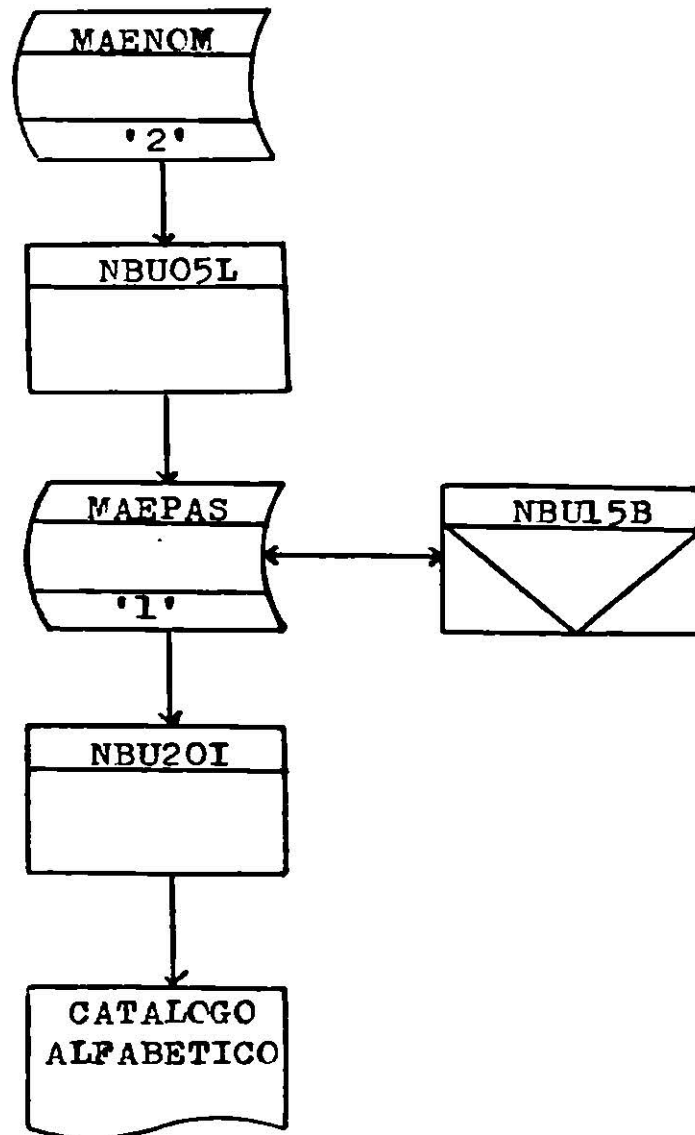 MAENOM
'2'
NBU05L
MAEPAS
'1'
NBU15B
NBU20I
CATALOGO
ALFABETICO